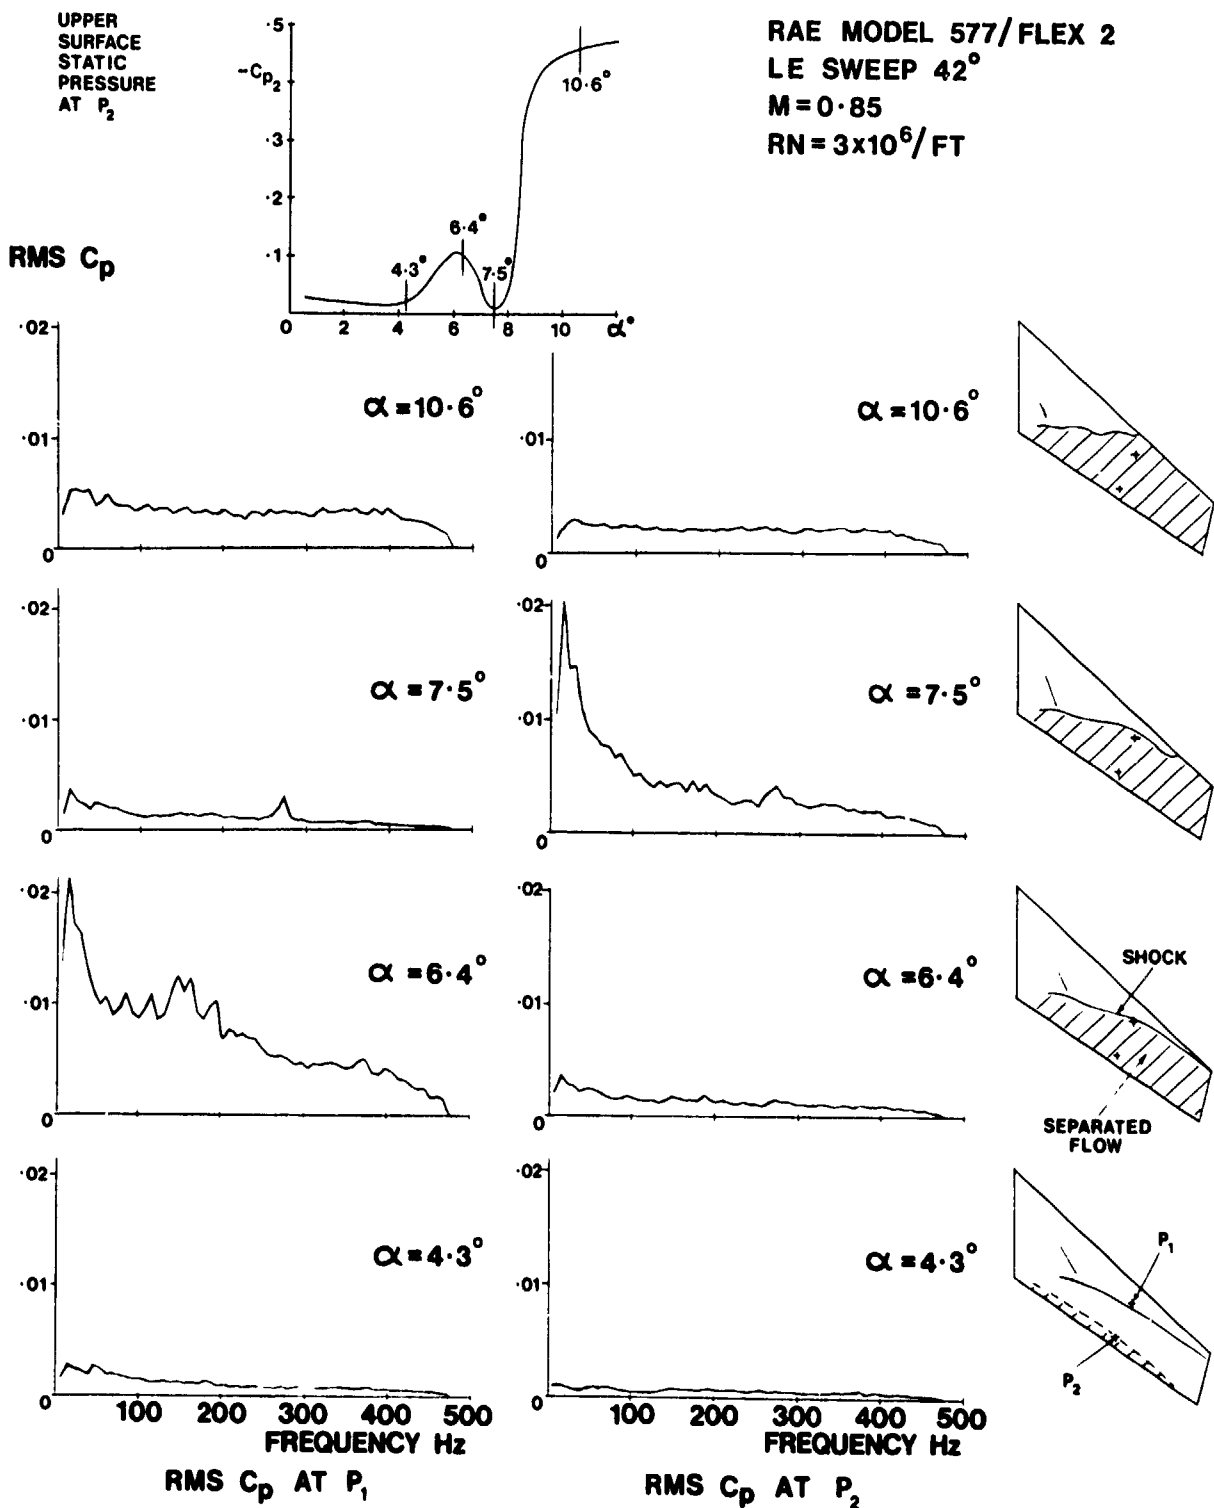 UPPER
SURFACE
STATIC
PRESSURE
AT P₂
RAE MODEL 577/FLEX 2
LE SWEEP 42°
M=0·85
RN=3x10⁶/FT
·5
-Cp₂
·3
·2
·1
10·6°
6·4°
4·3°
7·5°
0 2 4 6 8 10 α°
RMS Cp
·02
·01
0
α=10·6°
·01
0
α=10·6°
·02
·01
0
α=7·5°
·02
·01
0
α=7·5°
·02
·01
0
α=6·4°
·02
·01
0
α=6·4°
SHOCK
SEPARATED
FLOW
·02
·01
0
α=4·3°
·02
·01
0
α=4·3°
P₁
P₂
100 200 300 400 500
FREQUENCY Hz
100 200 300 400 500
FREQUENCY Hz
RMS Cp AT P₁
RMS Cp AT P₂